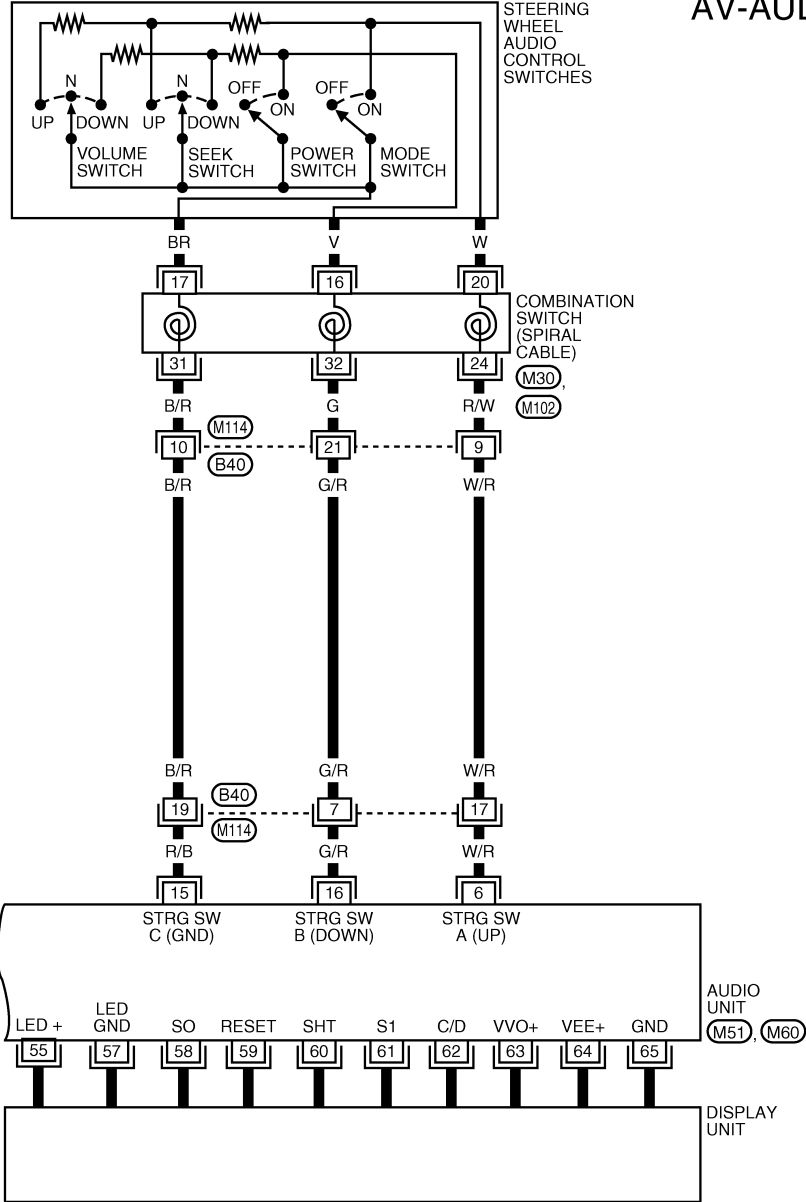 AV-AUD
STEERING
WHEEL
AUDIO
CONTROL
SWITCHES
N
N
OFF
ON
OFF
ON
UP
DOWN
UP
DOWN
VOLUME
SWITCH
SEEK
SWITCH
POWER
SWITCH
MODE
SWITCH
BR
V
W
17
16
20
COMBINATION
SWITCH
(SPIRAL
CABLE)
31
32
24
M30,
M102
B/R
G
R/W
M114
10
21
9
B40
B/R
G/R
W/R
B/R
G/R
W/R
B40
19
7
17
M114
R/B
G/R
W/R
15
16
6
STRG SW
C (GND)
STRG SW
B (DOWN)
STRG SW
A (UP)
AUDIO
UNIT
M51, M60
LED +
LED
GND
SO
RESET
SHT
S1
C/D
VVO+
VEE+
GND
55
57
58
59
60
61
62
63
64
65
DISPLAY
UNIT